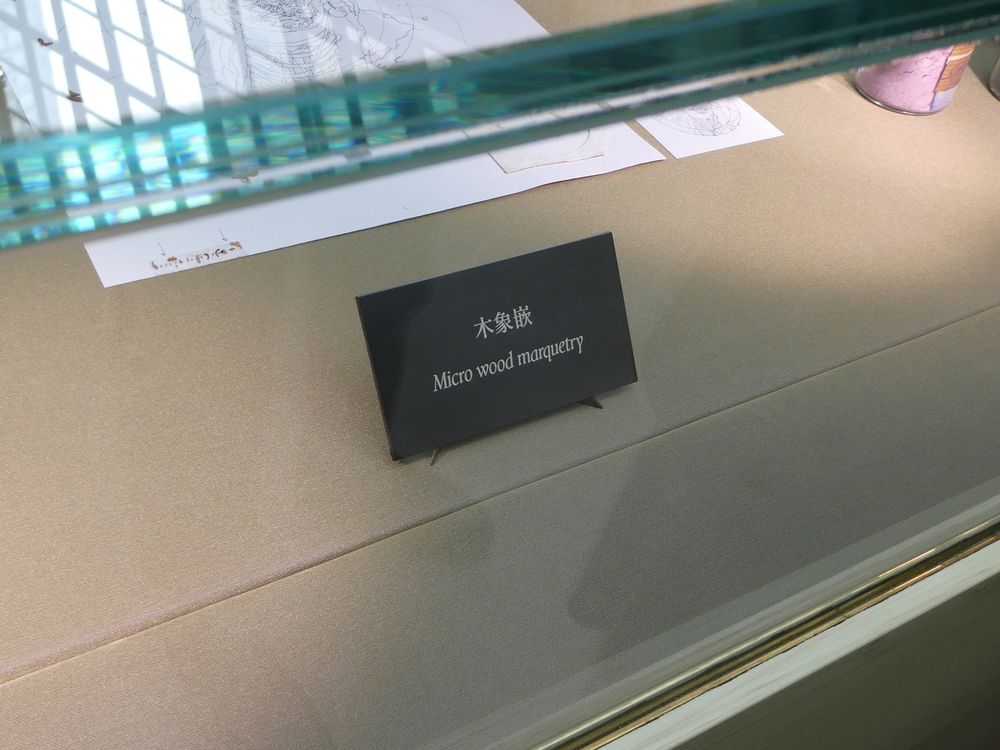 木象嵌
Micro wood marquetry